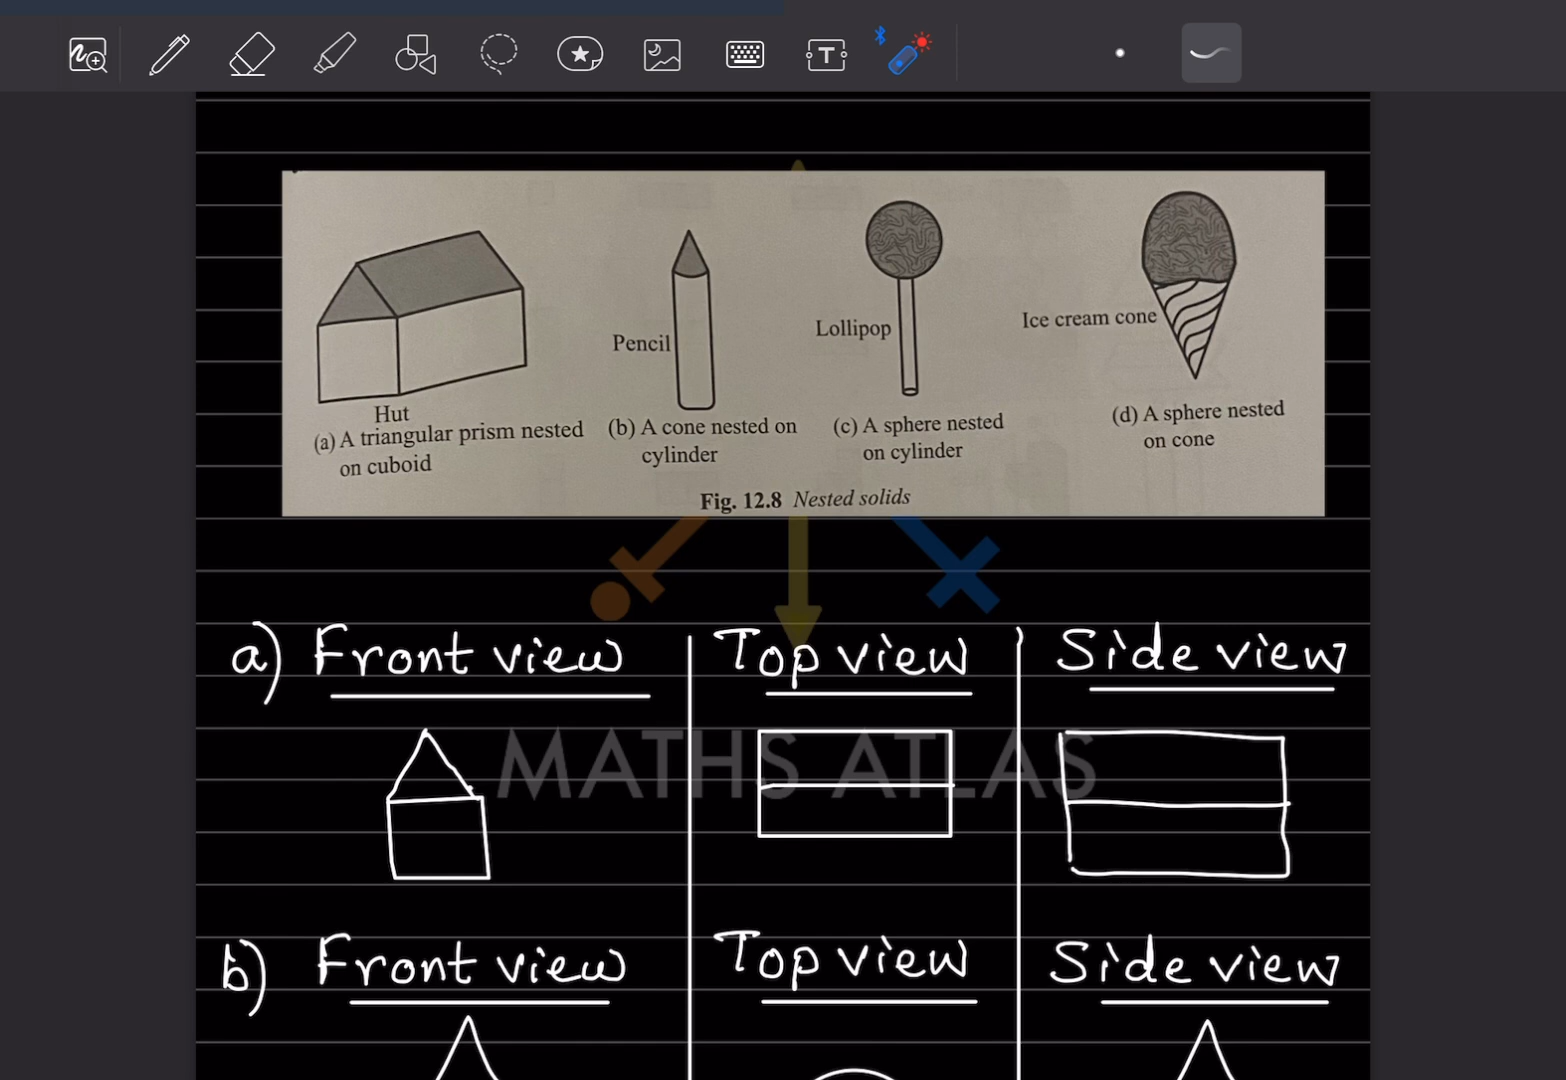 Pencil
Lollipop
Ice cream cone
Hut
(a) A triangular prism nested
on cuboid
(b) A cone nested on
cylinder
(c) A sphere nested
on cylinder
(d) A sphere nested
on cone
Fig. 12.8 Nested solids
a) Front view
Top view
Side view
MATHS ATLAS
b) Front view
Top view
Side view